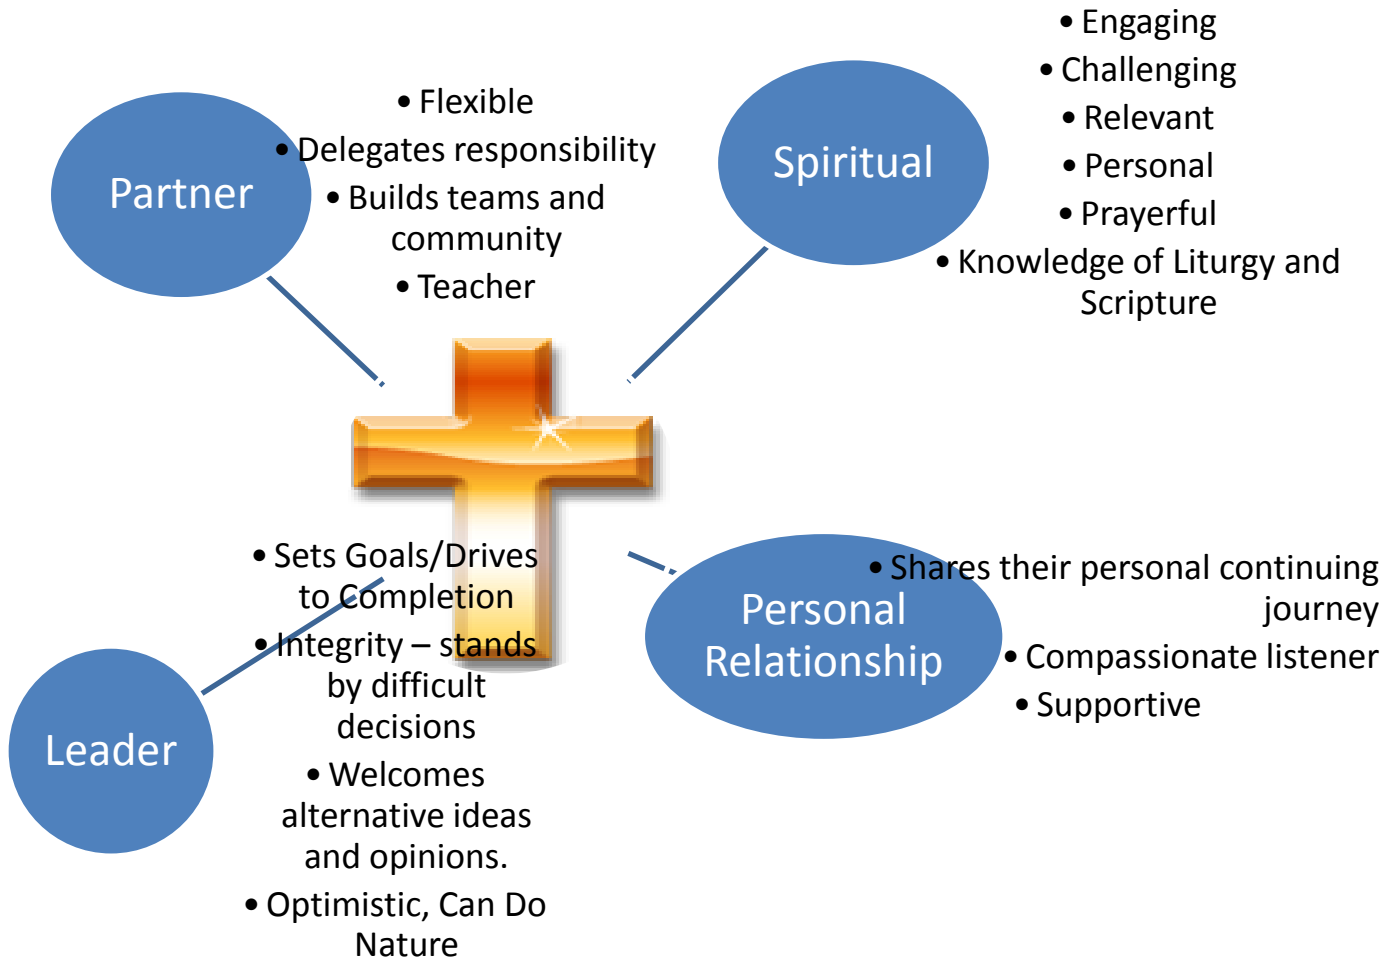 Partner
• Flexible
• Delegates responsibility
• Builds teams and
community
• Teacher
Spiritual
• Engaging
• Challenging
• Relevant
• Personal
• Prayerful
• Knowledge of Liturgy and
Scripture
Leader
• Sets Goals/Drives
to Completion
• Integrity – stands
by difficult
decisions
• Welcomes
alternative ideas
and opinions.
• Optimistic, Can Do
Nature
Personal
Relationship
• Shares their personal continuing
journey
• Compassionate listener
• Supportive